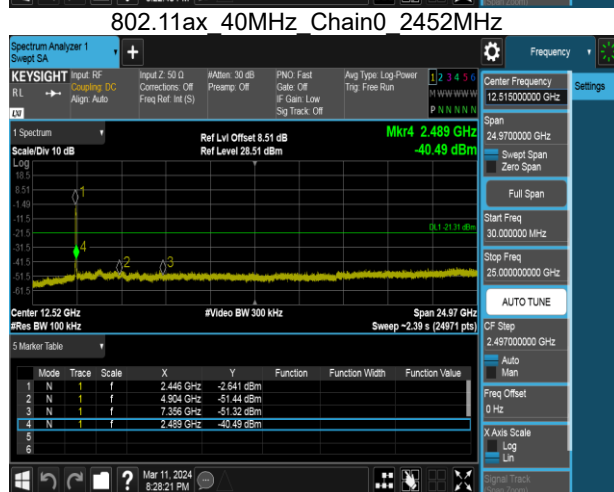 802.11ax_40MHz_Chain0_2452MHz
Spectrum Analyzer 1
Swept SA
Frequency
Settings
KEYSIGHT
RL
Input: RF
Coupling: DC
Align: Auto
Input Z: 50 Ω
Corrections: Off
Freq Ref: Int (S)
#Atten: 30 dB
Preamp: Off
PNO: Fast
Gate: Off
IF Gain: Low
Sig Track: Off
Avg Type: Log-Power
Trig: Free Run
1 2 3 4 5 6
M W W W W W
P N N N N N
1 Spectrum
Scale/Div 10 dB
Ref Lvl Offset 8.51 dB
Ref Level 28.51 dBm
Mkr4 2.489 GHz
-40.49 dBm
Log
18.5
8.51
-1.49
-11.5
-21.5
-31.5
-41.5
-51.5
-61.5
1
4
2
3
DL1 -21.31 dBm
Center 12.52 GHz
#Res BW 100 kHz
#Video BW 300 kHz
Span 24.97 GHz
Sweep ~2.39 s (24971 pts)
5 Marker Table
Mode Trace Scale X Y Function Function Width Function Value
1 N 1 f 2.446 GHz -2.641 dBm
2 N 1 f 4.904 GHz -51.44 dBm
3 N 1 f 7.356 GHz -51.32 dBm
4 N 1 f 2.489 GHz -40.49 dBm
5
6
Mar 11, 2024
8:28:21 PM
Center Frequency
12.515000000 GHz
Span
24.9700000 GHz
Swept Span
Zero Span
Full Span
Start Freq
30.000000 MHz
Stop Freq
25.000000000 GHz
AUTO TUNE
CF Step
2.497000000 GHz
Auto
Man
Freq Offset
0 Hz
X Axis Scale
Log
Lin
Signal Track
(Span Zoom)